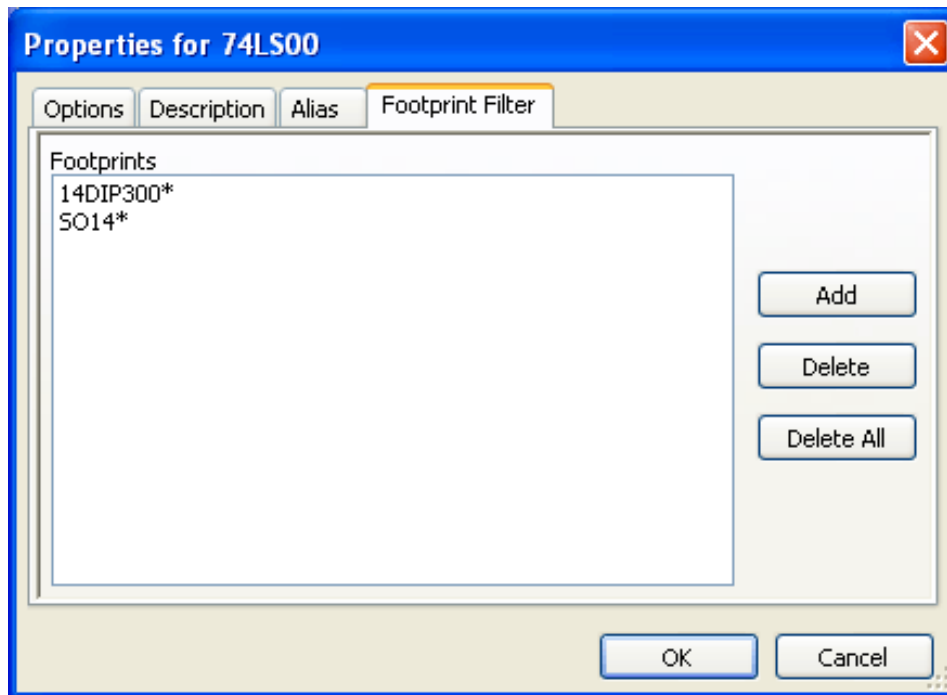 Properties for 74LS00
Options Description Alias Footprint Filter
Footprints
14DIP300*
SO14*
Add
Delete
Delete All
OK Cancel